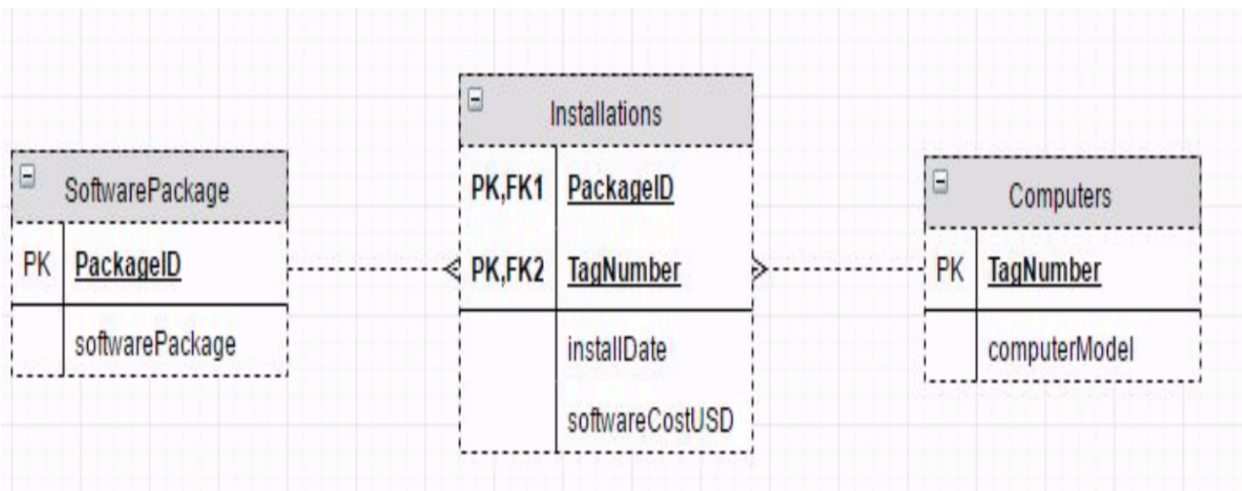 SoftwarePackage
PK PackageID
softwarePackage
Installations
PK,FK1 PackageID
PK,FK2 TagNumber
installDate
softwareCostUSD
Computers
PK TagNumber
computerModel